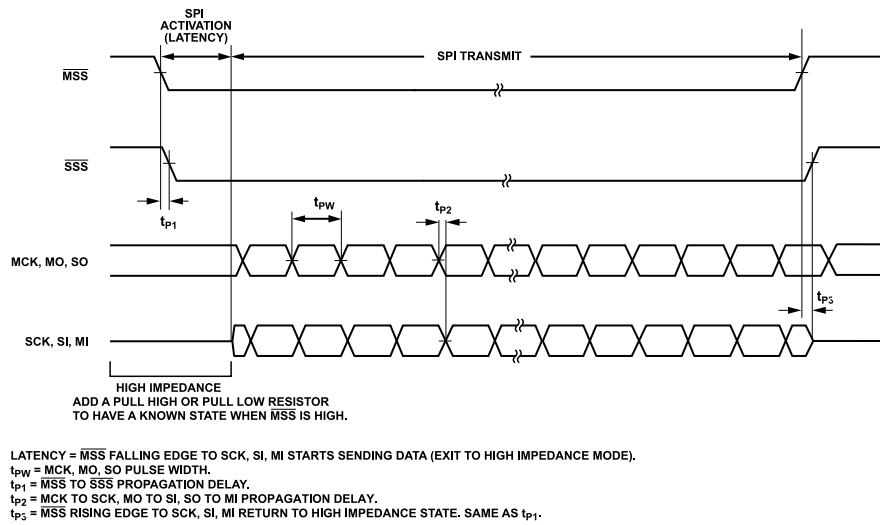 SPI
ACTIVATION
(LATENCY)
SPI TRANSMIT
MSS
SSS
tP1
tPW
tP2
MCK, MO, SO
tP3
SCK, SI, MI
HIGH IMPEDANCE
ADD A PULL HIGH OR PULL LOW RESISTOR
TO HAVE A KNOWN STATE WHEN MSS IS HIGH.
LATENCY = MSS FALLING EDGE TO SCK, SI, MI STARTS SENDING DATA (EXIT TO HIGH IMPEDANCE MODE).
tPW = MCK, MO, SO PULSE WIDTH.
tP1 = MSS TO SSS PROPAGATION DELAY.
tP2 = MCK TO SCK, MO TO SI, SO TO MI PROPAGATION DELAY.
tP3 = MSS RISING EDGE TO SCK, SI, MI RETURN TO HIGH IMPEDANCE STATE. SAME AS tP1.